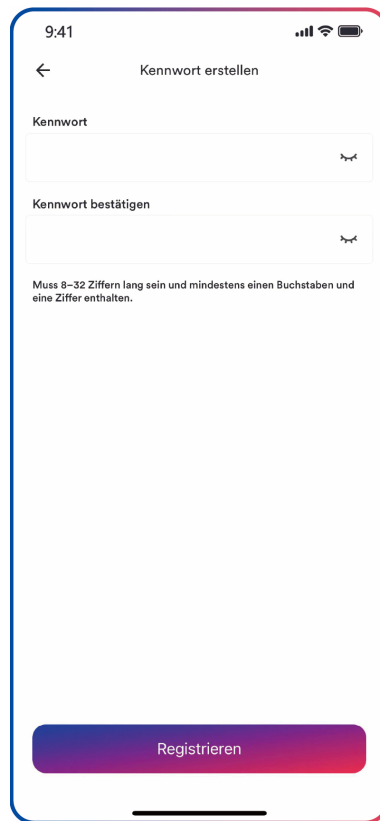 9:41
Kennwort erstellen
Kennwort
Kennwort bestätigen
Muss 8–32 Ziffern lang sein und mindestens einen Buchstaben und
eine Ziffer enthalten.
Registrieren